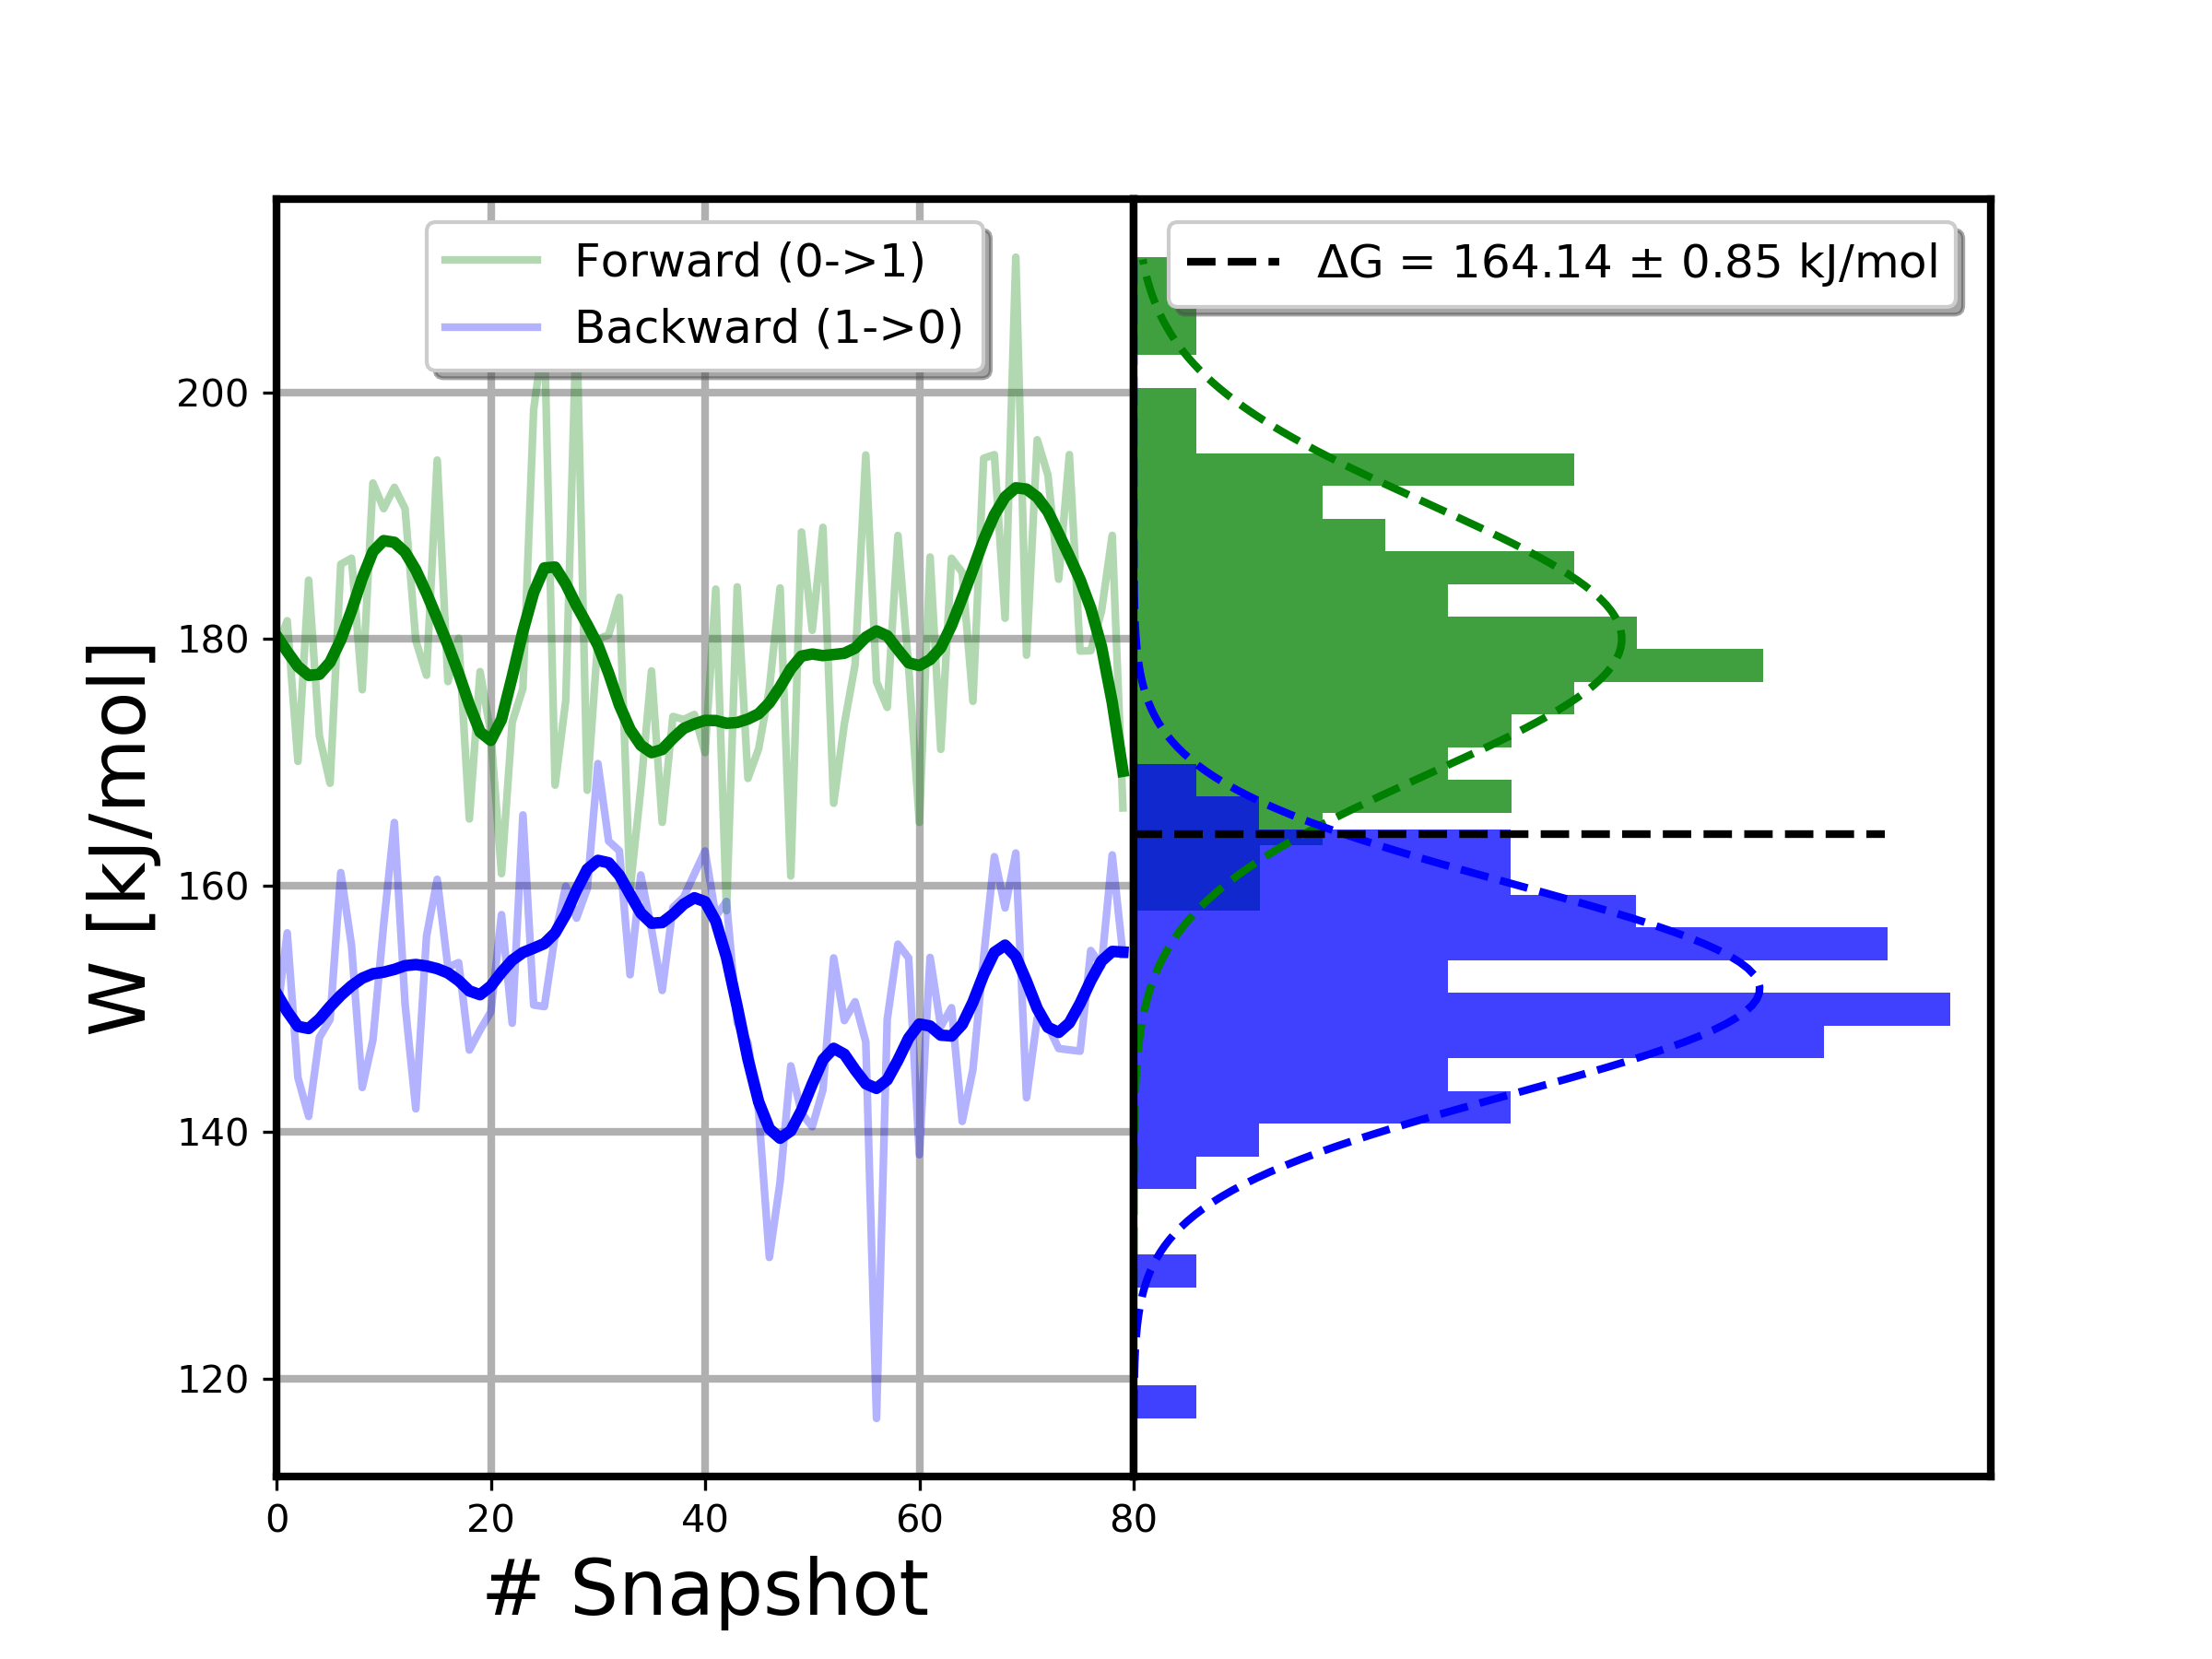 Forward (0->1)
Backward (1->0)
ΔG = 164.14 ± 0.85 kJ/mol
W [kJ/mol]
200
180
160
140
120
0 20 40 60 80
# Snapshot